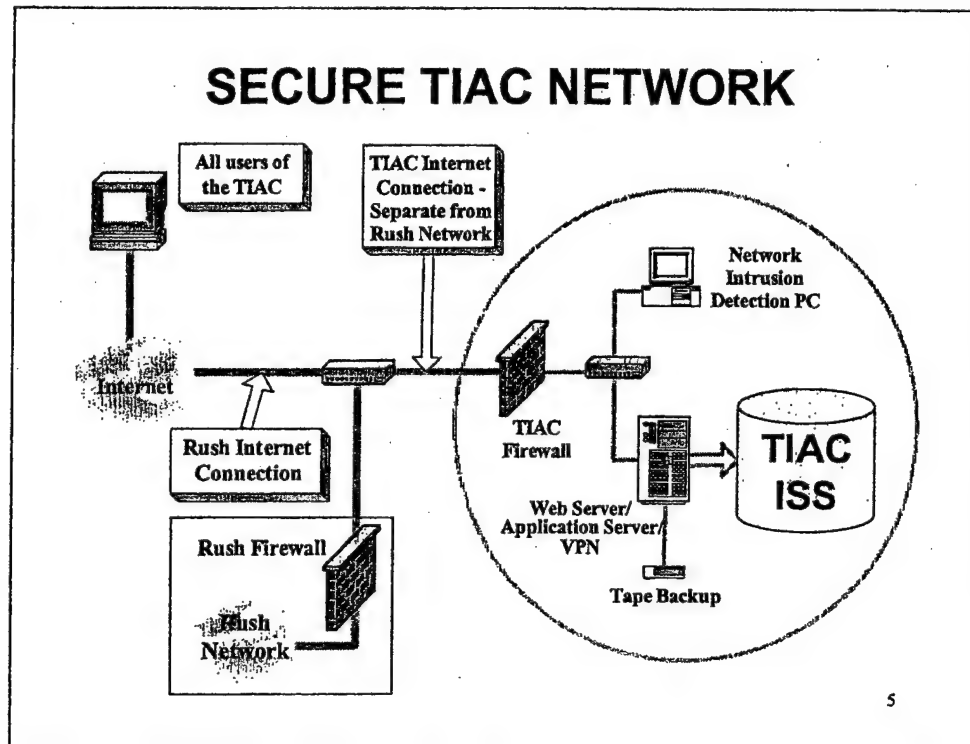 SECURE TIAC NETWORK
All users of
the TIAC
TIAC Internet
Connection -
Separate from
Rush Network
Network
Intrusion
Detection PC
Internet
TIAC
Firewall
TIAC
ISS
Rush Internet
Connection
Web Server/
Application Server/
VPN
Rush Firewall
Tape Backup
Rush
Network
5